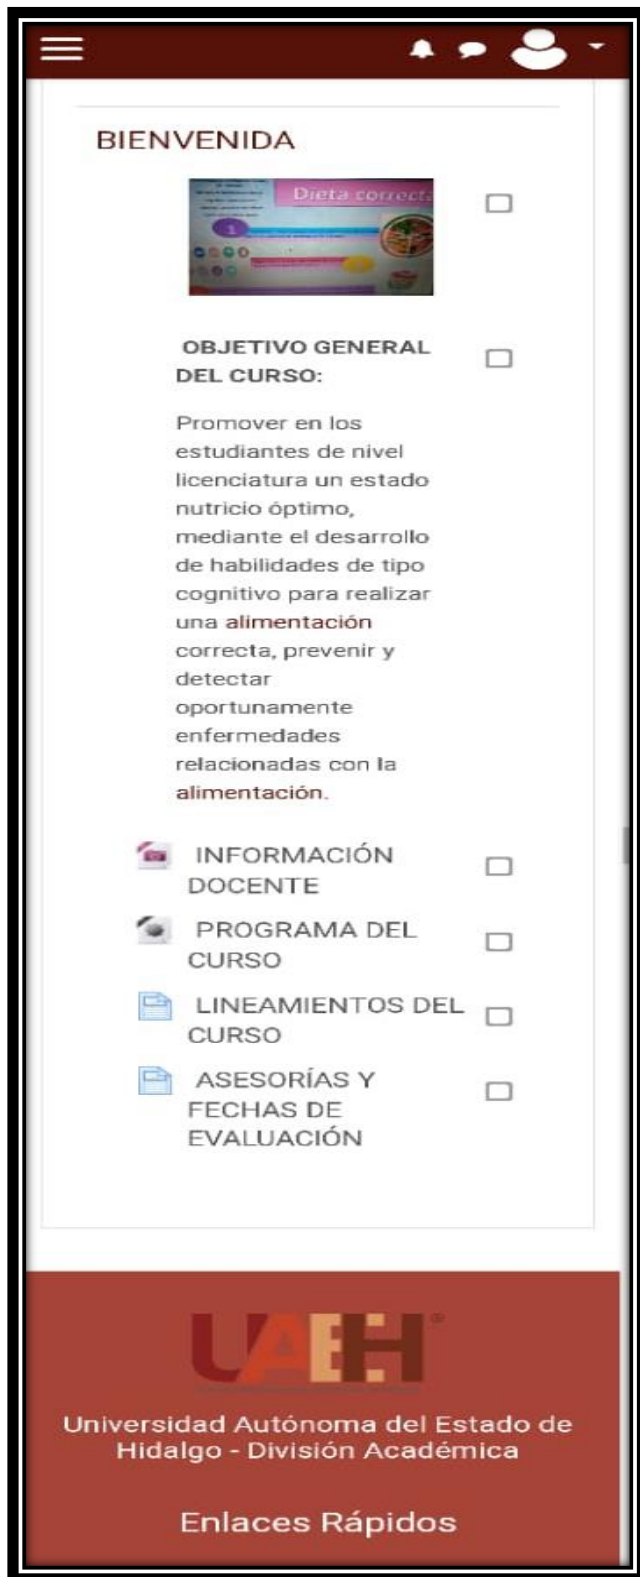 BIENVENIDA
Dieta correcta
1
OBJETIVO GENERAL
DEL CURSO:
Promover en los
estudiantes de nivel
licenciatura un estado
nutricio óptimo,
mediante el desarrollo
de habilidades de tipo
cognitivo para realizar
una alimentación
correcta, prevenir y
detectar
oportunamente
enfermedades
relacionadas con la
alimentación.
INFORMACIÓN
DOCENTE
PROGRAMA DEL
CURSO
LINEAMIENTOS DEL
CURSO
ASESORÍAS Y
FECHAS DE
EVALUACIÓN
UAEH®
Universidad Autónoma del Estado de
Hidalgo - División Académica
Enlaces Rápidos